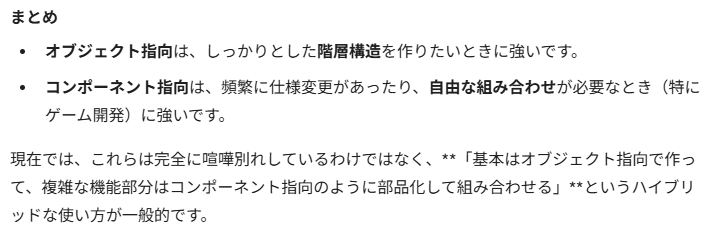 まとめ
• オブジェクト指向は、しっかりとした階層構造を作りたいときに強いです。
• コンポーネント指向は、頻繁に仕様変更があったり、自由な組み合わせが必要なとき（特に
ゲーム開発）に強いです。
現在では、これらは完全に喧嘩別れしているわけではなく、**「基本はオブジェクト指向で作っ
て、複雑な機能部分はコンポーネント指向のように部品化して組み合わせる」**というハイブリ
ッドな使い方が一般的です。